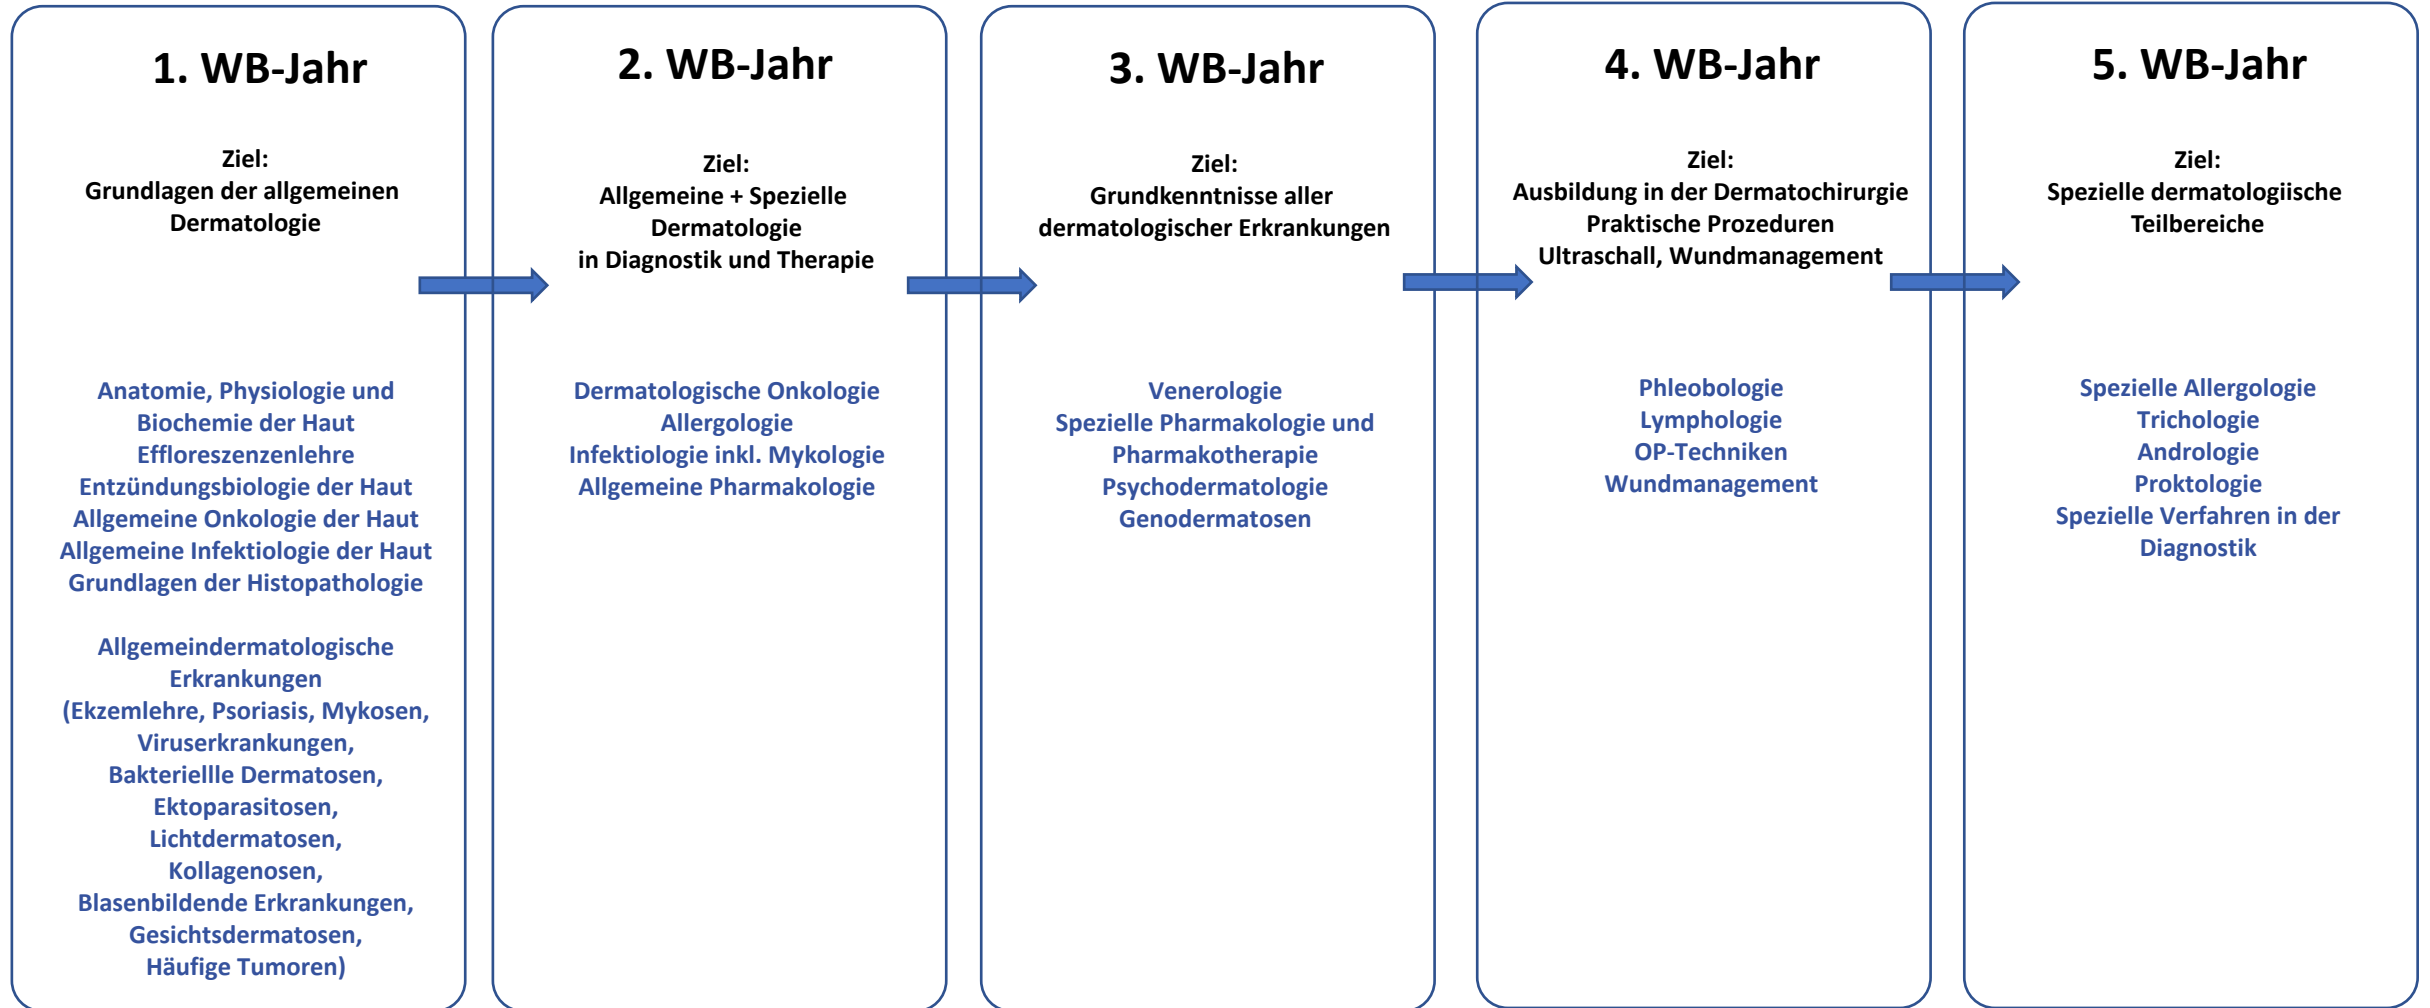 1. WB-Jahr
Ziel:
Grundlagen der allgemeinen
Dermatologie
Anatomie, Physiologie und
Biochemie der Haut
Effloreszenzenlehre
Entzündungsbiologie der Haut
Allgemeine Onkologie der Haut
Allgemeine Infektiologie der Haut
Grundlagen der Histopathologie
Allgemeindermatologische
Erkrankungen
(Ekzemlehre, Psoriasis, Mykosen,
Viruserkrankungen,
Bakteriellle Dermatosen,
Ektoparasitosen,
Lichtdermatosen,
Kollagenosen,
Blasenbildende Erkrankungen,
Gesichtsdermatosen,
Häufige Tumoren)
2. WB-Jahr
Ziel:
Allgemeine + Spezielle
Dermatologie
in Diagnostik und Therapie
Dermatologische Onkologie
Allergologie
Infektiologie inkl. Mykologie
Allgemeine Pharmakologie
3. WB-Jahr
Ziel:
Grundkenntnisse aller
dermatologischer Erkrankungen
Venerologie
Spezielle Pharmakologie und
Pharmakotherapie
Psychodermatologie
Genodermatosen
4. WB-Jahr
Ziel:
Ausbildung in der Dermatochirurgie
Praktische Prozeduren
Ultraschall, Wundmanagement
Phleobologie
Lymphologie
OP-Techniken
Wundmanagement
5. WB-Jahr
Ziel:
Spezielle dermatologiische
Teilbereiche
Spezielle Allergologie
Trichologie
Andrologie
Proktologie
Spezielle Verfahren in der
Diagnostik